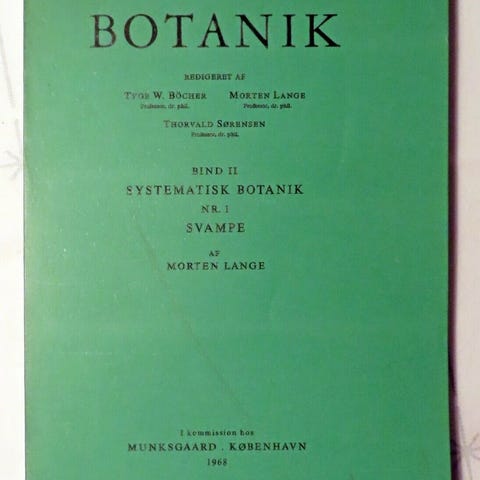 BOTANIK
REDIGERET AF
TYGE W. BÖCHER MORTEN LANGE
Professor, dr. phil. Professor, dr. phil.
THORVALD SØRENSEN
Professor, dr. phil.
BIND II
SYSTEMATISK BOTANIK
NR. 1
SVAMPE
AF
MORTEN LANGE
I kommission hos
MUNKSGAARD . KØBENHAVN
1968